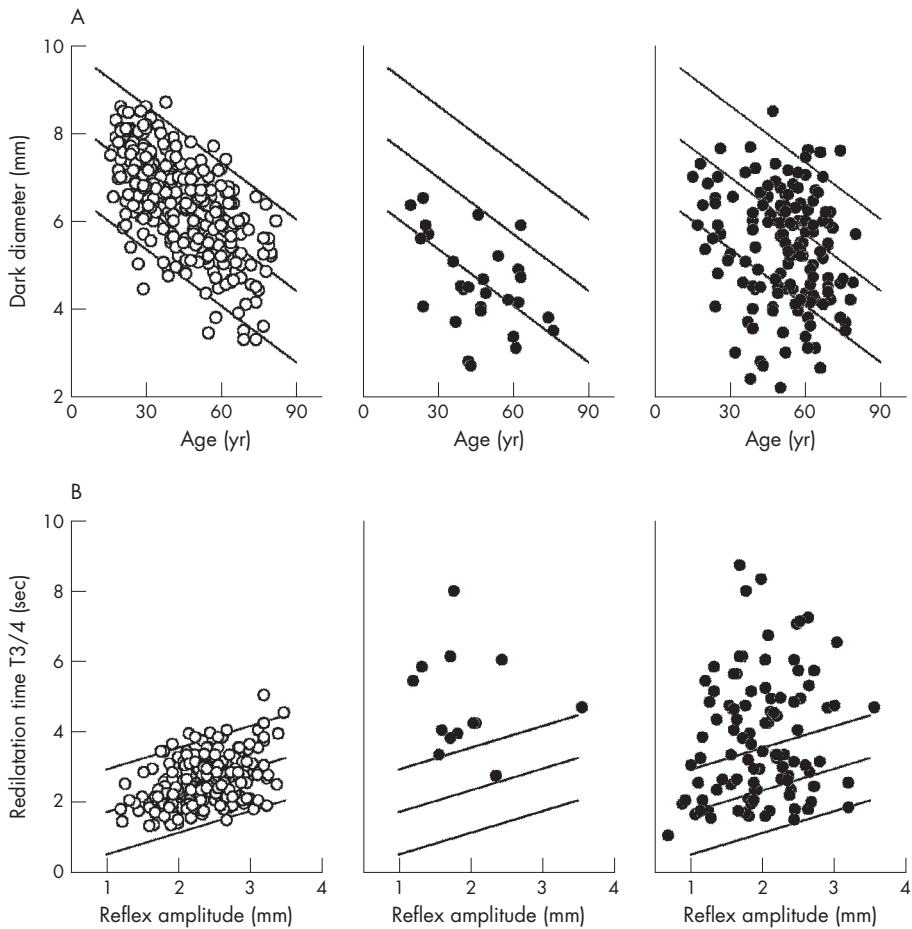 A
10
8
6
4
2
Dark diameter (mm)
0 30 60 90
Age (yr)
0 30 60 90
Age (yr)
0 30 60 90
Age (yr)
B
10
8
6
4
2
0
Redilatation time T3/4 (sec)
1 2 3 4
Reflex amplitude (mm)
1 2 3 4
Reflex amplitude (mm)
1 2 3 4
Reflex amplitude (mm)